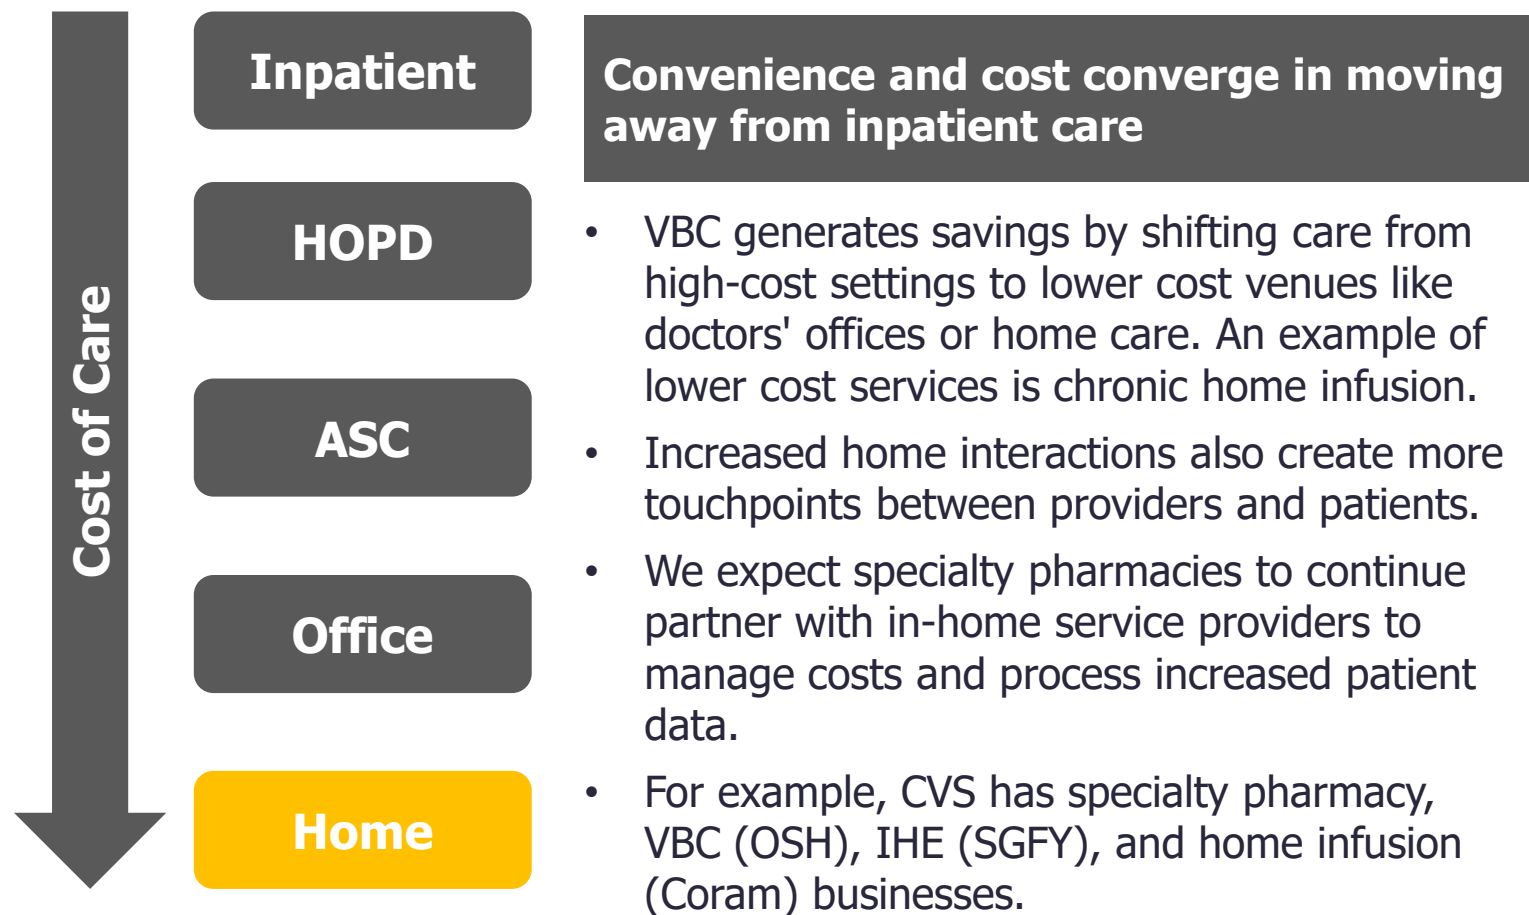 Cost of Care
Inpatient
HOPD
ASC
Office
Home
Convenience and cost converge in moving
away from inpatient care
• VBC generates savings by shifting care from
high-cost settings to lower cost venues like
doctors' offices or home care. An example of
lower cost services is chronic home infusion.
• Increased home interactions also create more
touchpoints between providers and patients.
• We expect specialty pharmacies to continue
partner with in-home service providers to
manage costs and process increased patient
data.
• For example, CVS has specialty pharmacy,
VBC (OSH), IHE (SGFY), and home infusion
(Coram) businesses.